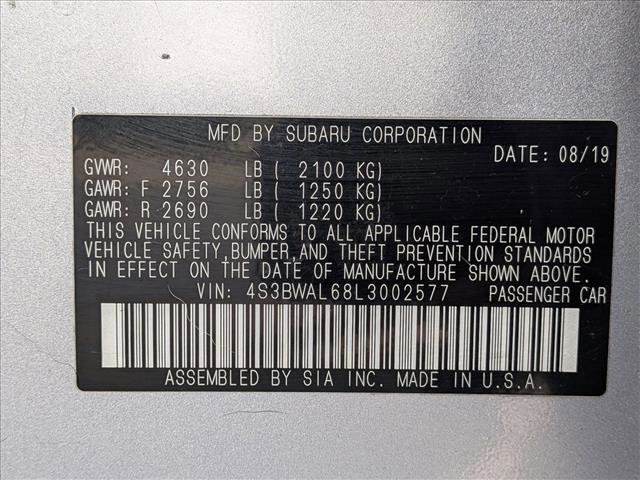 MFD BY SUBARU CORPORATION
DATE: 08/19
GVWR: 4630 LB ( 2100 KG)
GAWR: F 2756 LB ( 1250 KG)
GAWR: R 2690 LB ( 1220 KG)
THIS VEHICLE CONFORMS TO ALL APPLICABLE FEDERAL MOTOR
VEHICLE SAFETY,BUMPER,AND THEFT PREVENTION STANDARDS
IN EFFECT ON THE DATE OF MANUFACTURE SHOWN ABOVE.
VIN: 4S3BWAL68L3002577 PASSENGER CAR
ASSEMBLED BY SIA INC. MADE IN U.S.A.